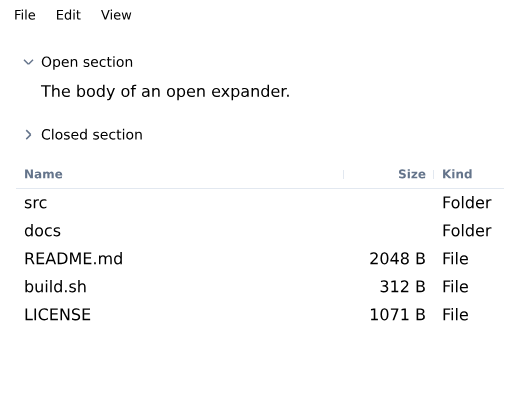 File Edit View
Open section
The body of an open expander.
Closed section
Name Size Kind
src Folder
docs Folder
README.md 2048 B File
build.sh 312 B File
LICENSE 1071 B File